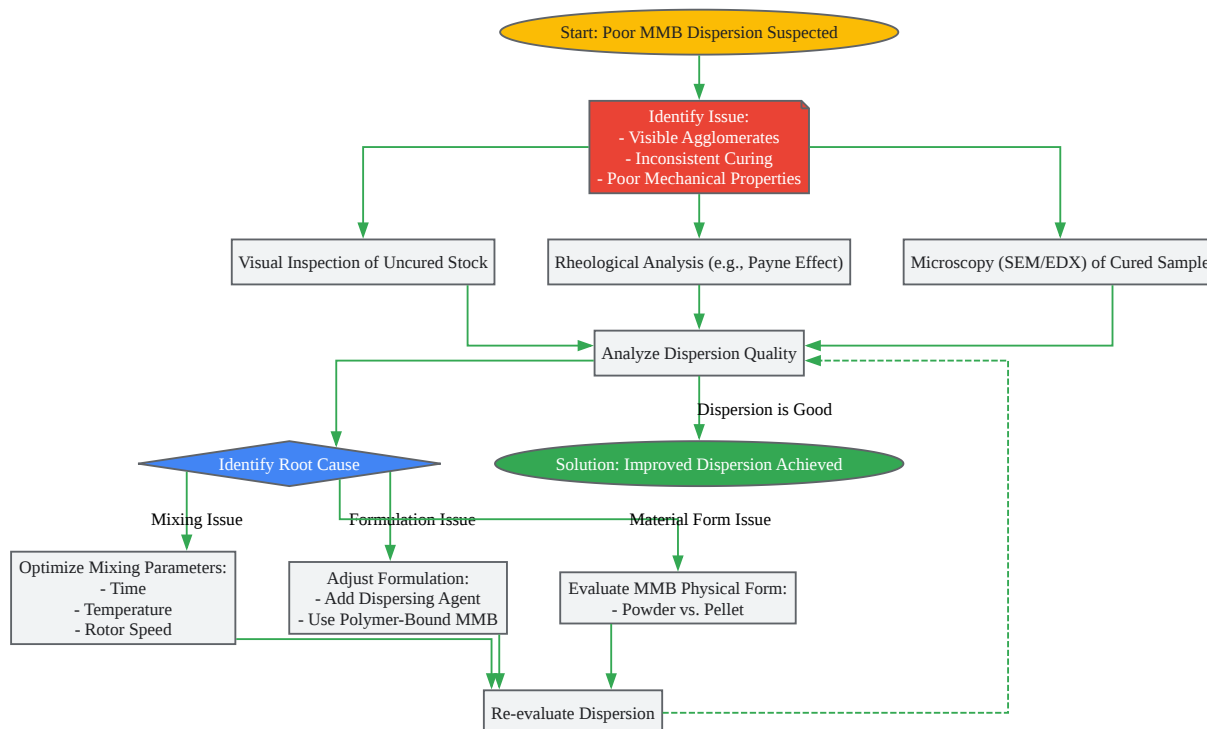 Start: Poor MMB Dispersion Suspected
Identify Issue:
- Visible Agglomerates
- Inconsistent Curing
- Poor Mechanical Properties
Visual Inspection of Uncured Stock
Rheological Analysis (e.g., Payne Effect)
Microscopy (SEM/EDX) of Cured Sample
Analyze Dispersion Quality
Dispersion is Good
Identify Root Cause
Solution: Improved Dispersion Achieved
Mixing Issue
Formulation Issue
Material Form Issue
Optimize Mixing Parameters:
- Time
- Temperature
- Rotor Speed
Adjust Formulation:
- Add Dispersing Agent
- Use Polymer-Bound MMB
Evaluate MMB Physical Form:
- Powder vs. Pellet
Re-evaluate Dispersion